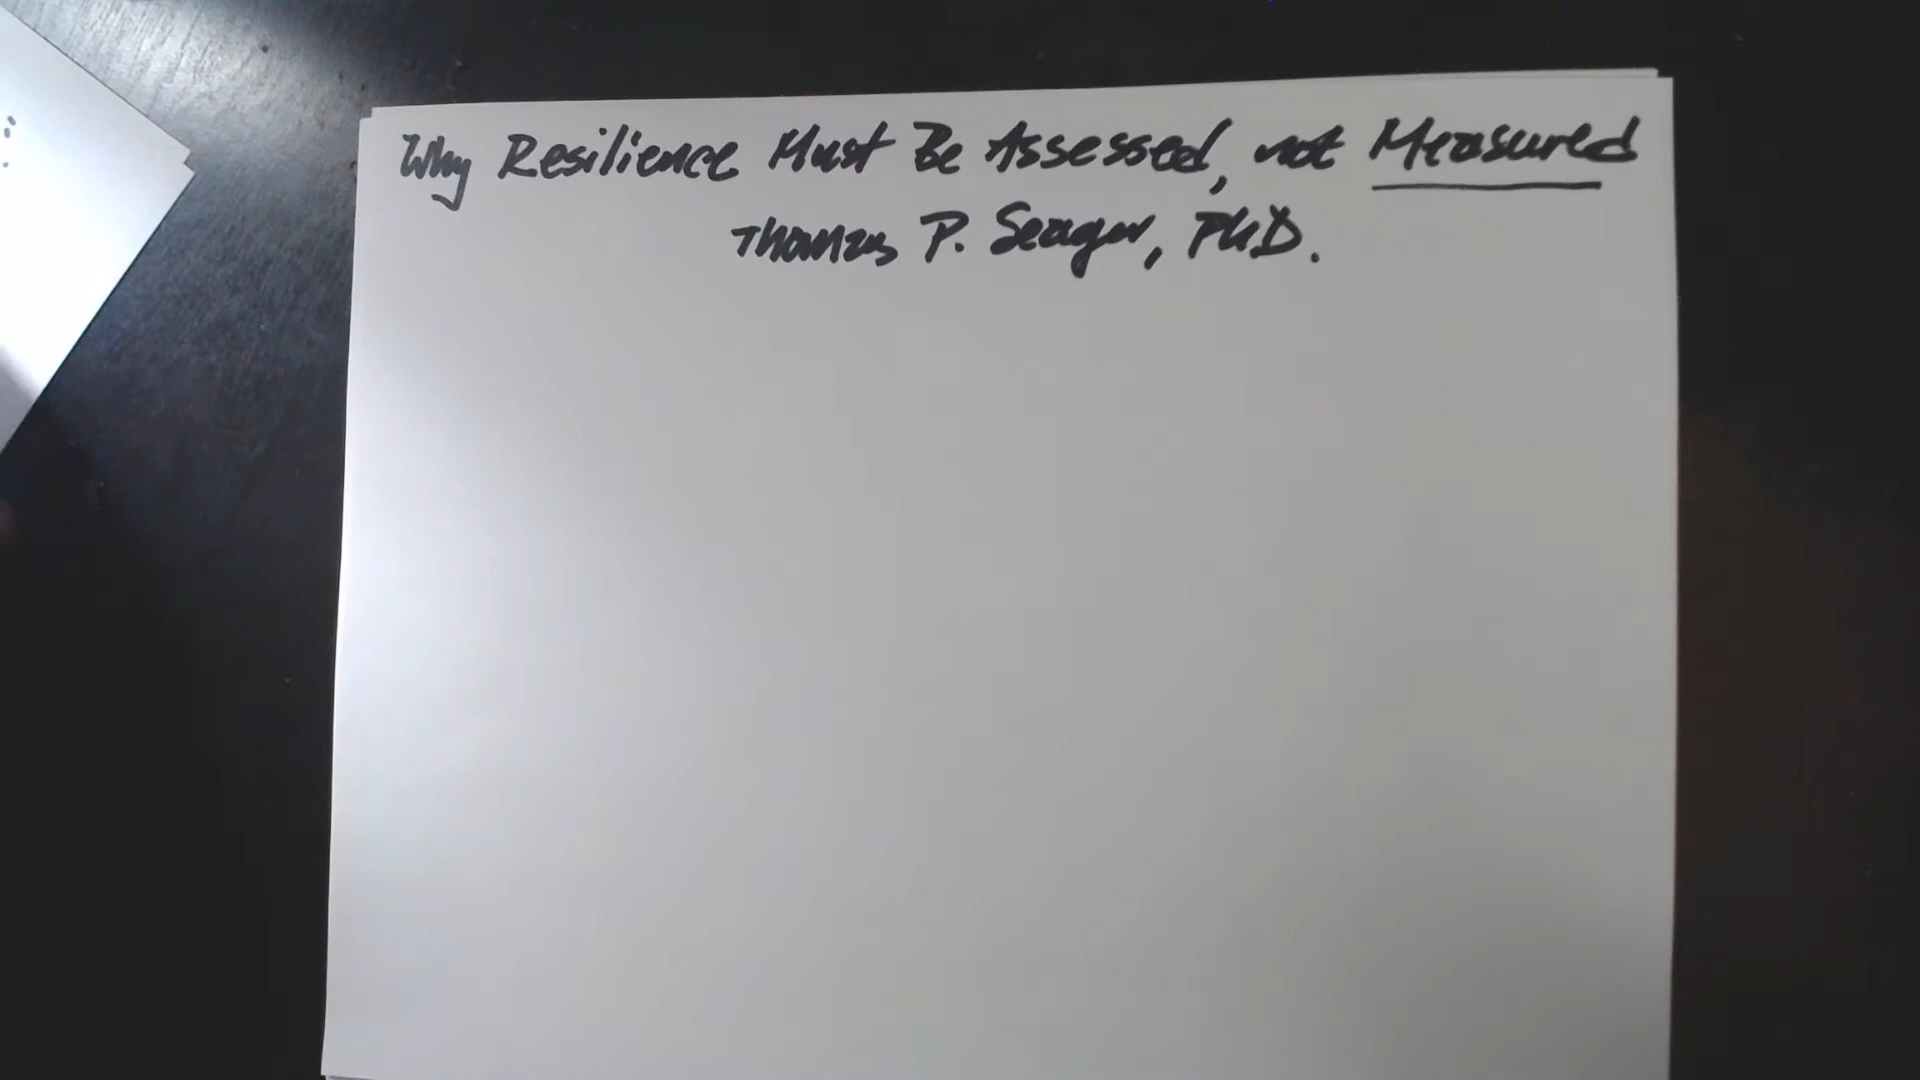 Why Resilience Must Be Assessed, not Measured
Thomas P. Seager, PhD.